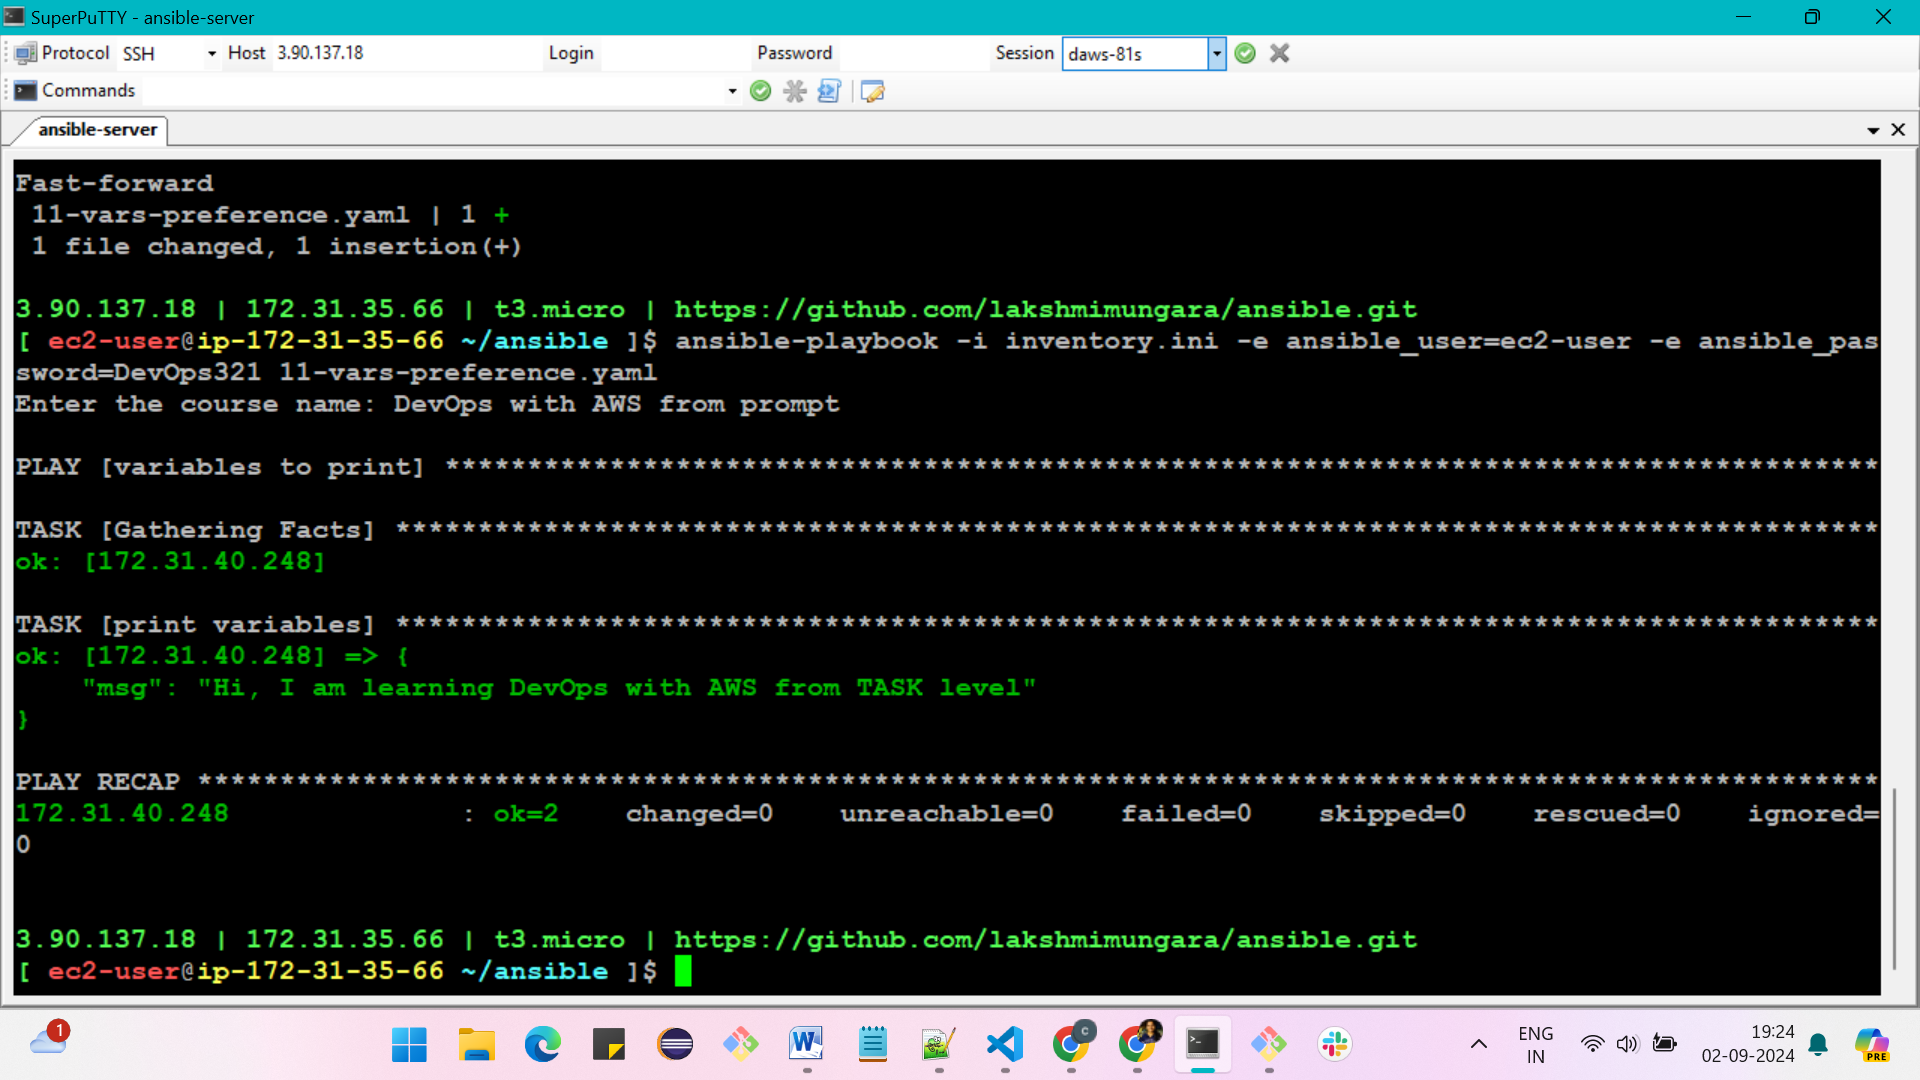 SuperPuTTY - ansible-server
Protocol SSH Host 3.90.137.18 Login Password Session daws-81s
Commands
ansible-server
Fast-forward
 11-vars-preference.yaml | 1 +
 1 file changed, 1 insertion(+)
3.90.137.18 | 172.31.35.66 | t3.micro | https://github.com/lakshmimungara/ansible.git
[ ec2-user@ip-172-31-35-66 ~/ansible ]$ ansible-playbook -i inventory.ini -e ansible_user=ec2-user -e ansible_pas
sword=DevOps321 11-vars-preference.yaml
Enter the course name: DevOps with AWS from prompt
PLAY [variables to print] ***************************************************************************************
TASK [Gathering Facts] ******************************************************************************************
ok: [172.31.40.248]
TASK [print variables] ******************************************************************************************
ok: [172.31.40.248] => {
    "msg": "Hi, I am learning DevOps with AWS from TASK level"
}
PLAY RECAP ******************************************************************************************************
172.31.40.248              : ok=2    changed=0    unreachable=0    failed=0    skipped=0    rescued=0    ignored=
0
3.90.137.18 | 172.31.35.66 | t3.micro | https://github.com/lakshmimungara/ansible.git
[ ec2-user@ip-172-31-35-66 ~/ansible ]$
1
W
C
ENG
IN
19:24
02-09-2024
PRE